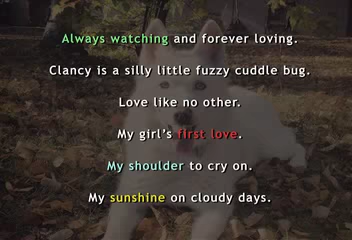 Always watching and forever loving.
Clancy is a silly little fuzzy cuddle bug.
Love like no other.
My girl's first love.
My shoulder to cry on.
My sunshine on cloudy days.